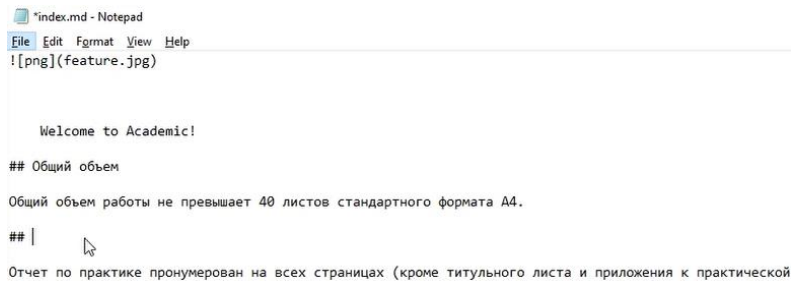 *index.md - Notepad
File Edit Format View Help
![png](feature.jpg)
Welcome to Academic!
## Общий объем
Общий объем работы не превышает 40 листов стандартного формата А4.
##
Отчет по практике пронумерован на всех страницах (кроме титульного листа и приложения к практической